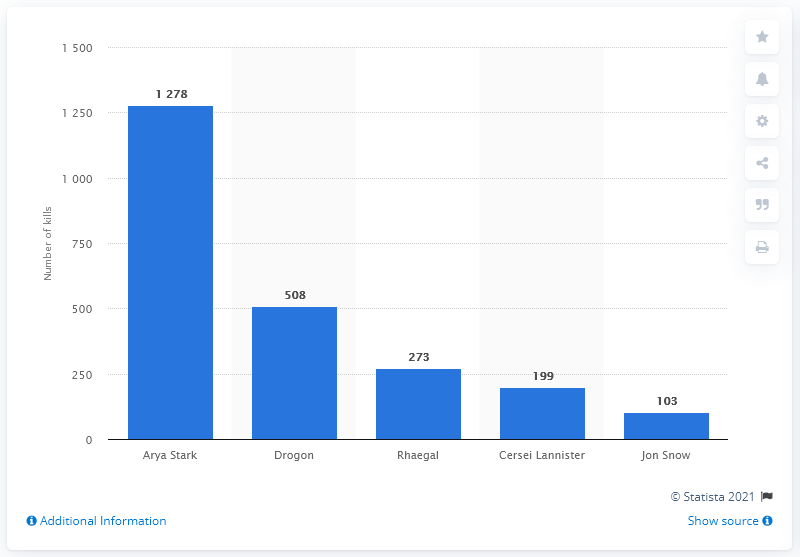 1 500
1 250
1 000
750
500
250
0
Number of kills
1 278
508
273
199
103
Arya Stark
Drogon
Rhaegal
Cersei Lannister
Jon Snow
© Statista 2021
Additional Information
Show source